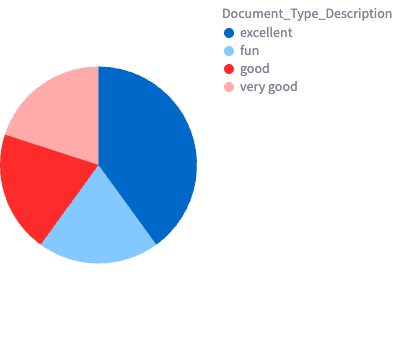 Document_Type_Description
excellent
fun
good
very good